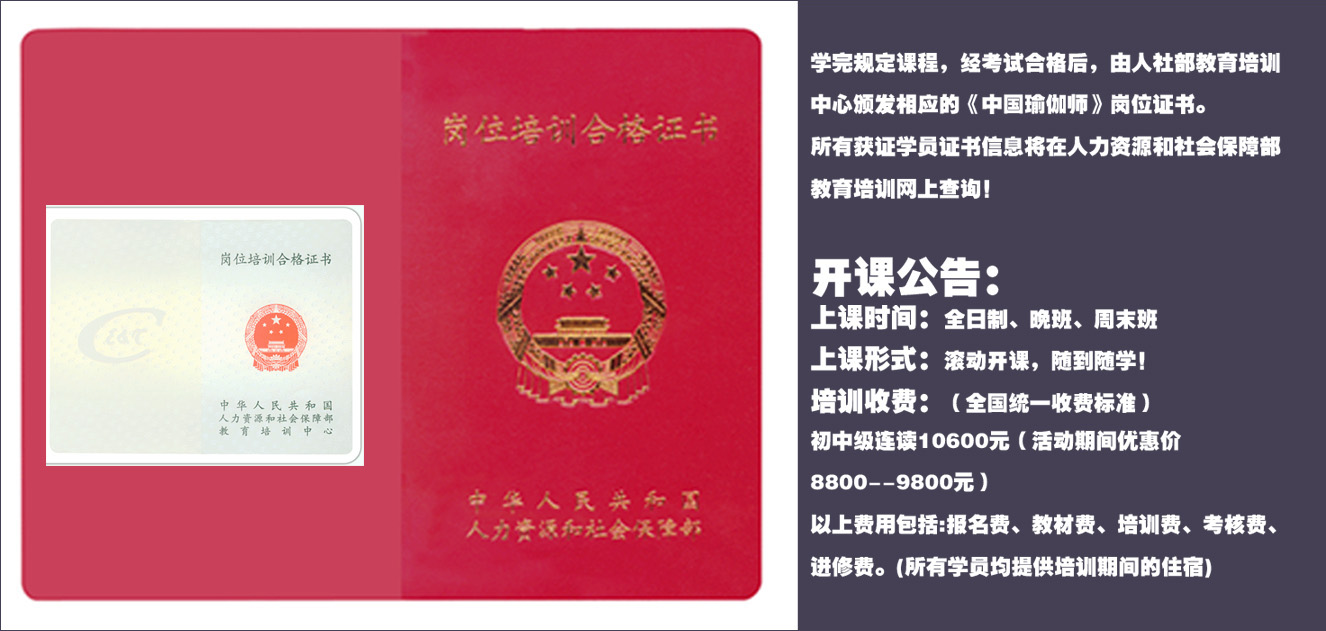 岗位培训合格证书
中华人民共和国
人力资源和社会保障部
岗位培训合格证书
中华人民共和国
人力资源和社会保障部
教育培训中心
学完规定课程，经考试合格后，由人社部教育培训
中心颁发相应的《中国瑜伽师》岗位证书。
所有获证学员证书信息将在人力资源和社会保障部
教育培训网上查询！
开课公告：
上课时间：全日制、晚班、周末班
上课形式：滚动开课，随到随学！
培训收费：（全国统一收费标准）
初中级连读10600元（活动期间优惠价
8800--9800元）
以上费用包括:报名费、教材费、培训费、考核费、
进修费。(所有学员均提供培训期间的住宿)